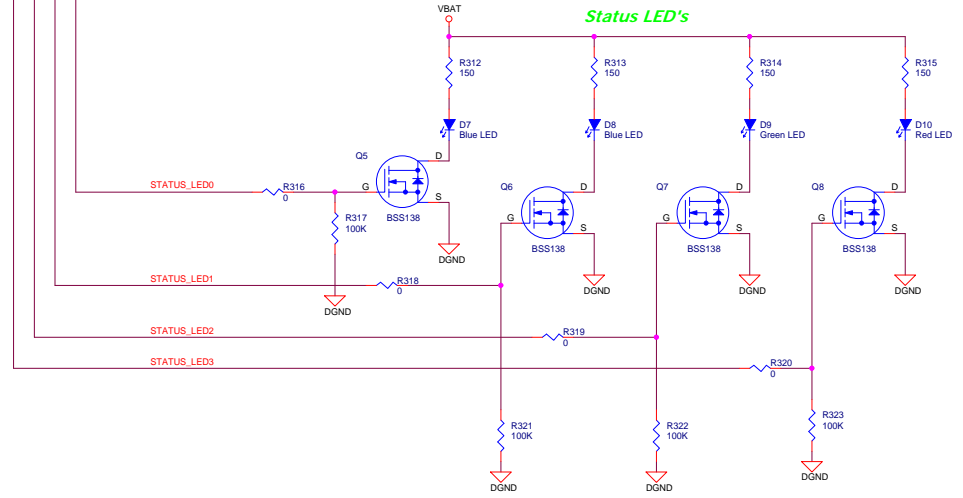 VBAT
Status LED's
R312
150
R313
150
R314
150
R315
150
D7
Blue LED
D8
Blue LED
D9
Green LED
D10
Red LED
Q5
D
G
S
BSS138
Q6
D
G
S
BSS138
Q7
D
G
S
BSS138
Q8
D
G
S
BSS138
STATUS_LED0
R316
0
R317
100K
DGND
DGND
DGND
DGND
DGND
STATUS_LED1
R318
0
STATUS_LED2
R319
0
STATUS_LED3
R320
0
R321
100K
R322
100K
R323
100K
DGND
DGND
DGND